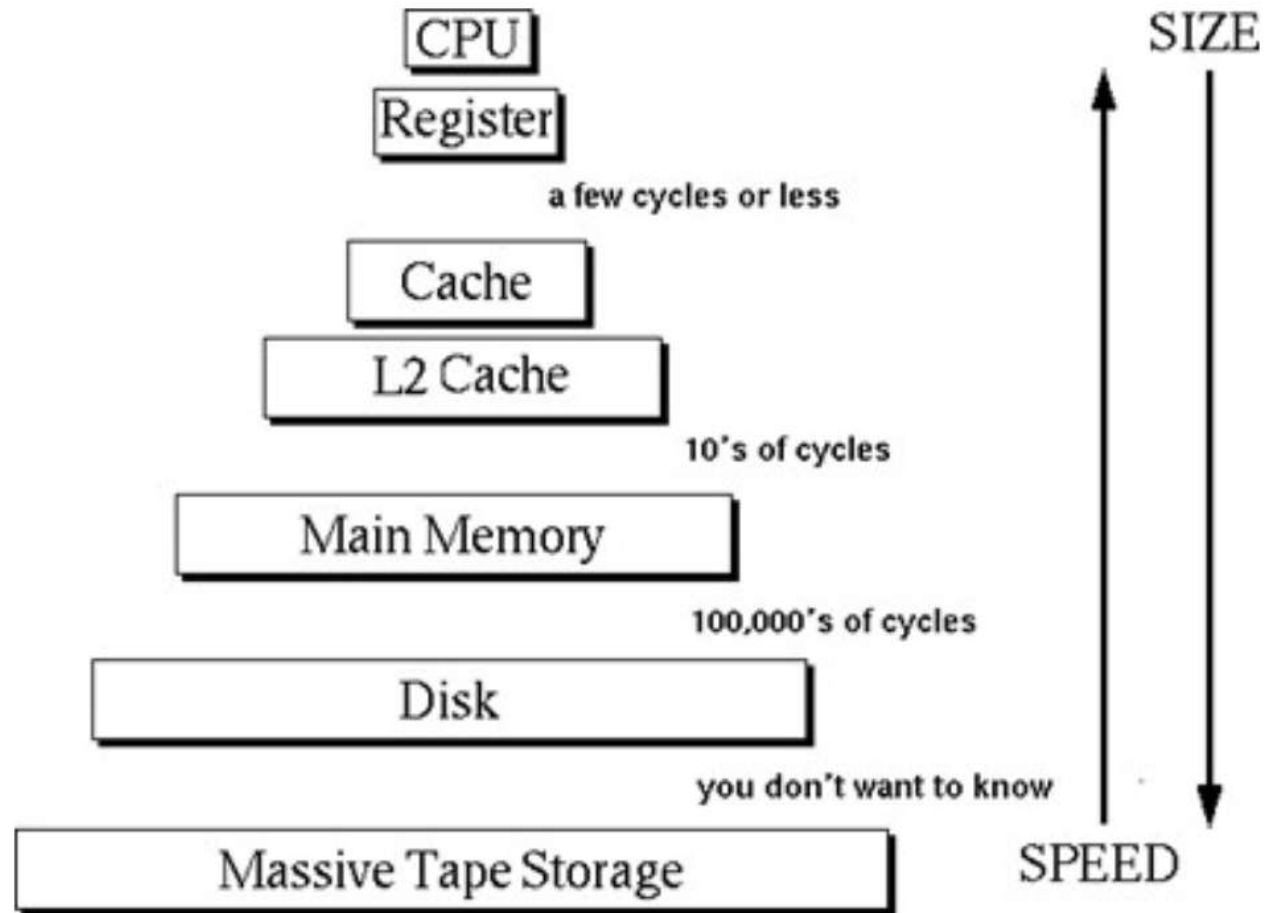 CPU
SIZE
Register
a few cycles or less
Cache
L2 Cache
10's of cycles
Main Memory
100,000's of cycles
Disk
you don't want to know
SPEED
Massive Tape Storage